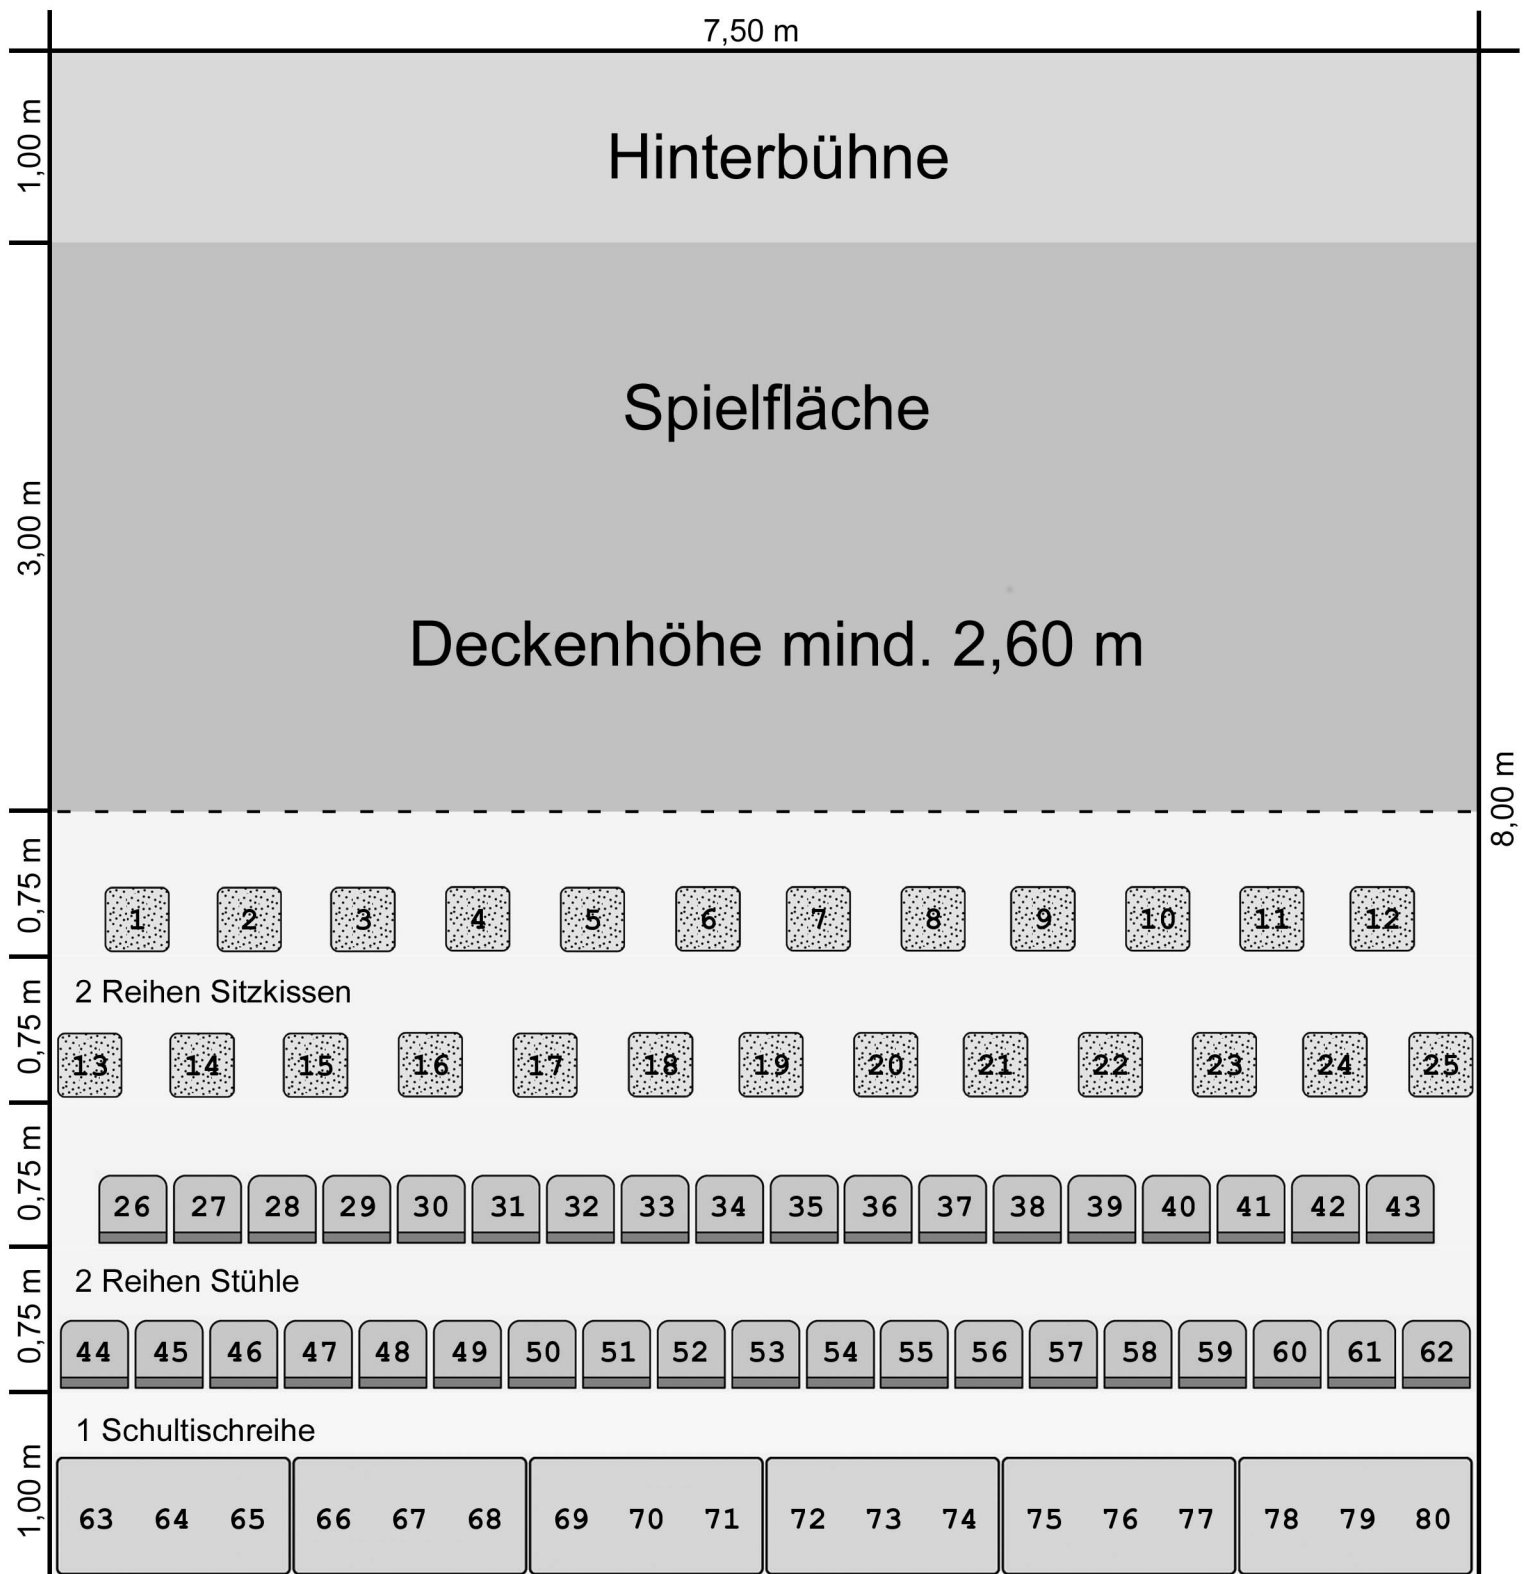 7,50 m
1,00 m
Hinterbühne
3,00 m
Spielfläche
Deckenhöhe mind. 2,60 m
8,00 m
0,75 m
1 2 3 4 5 6 7 8 9 10 11 12
0,75 m
2 Reihen Sitzkissen
13 14 15 16 17 18 19 20 21 22 23 24 25
0,75 m
26 27 28 29 30 31 32 33 34 35 36 37 38 39 40 41 42 43
0,75 m
2 Reihen Stühle
44 45 46 47 48 49 50 51 52 53 54 55 56 57 58 59 60 61 62
1,00 m
1 Schultischreihe
63 64 65 66 67 68 69 70 71 72 73 74 75 76 77 78 79 80